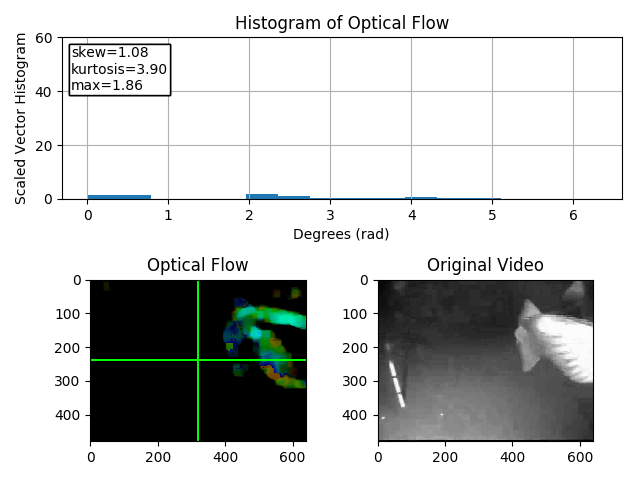 Histogram of Optical Flow
60
40
20
0
Scaled Vector Histogram
skew=1.08
kurtosis=3.90
max=1.86
0 1 2 3 4 5 6
Degrees (rad)
Optical Flow
0
100
200
300
400
0 200 400 600
Original Video
0
100
200
300
400
0 200 400 600